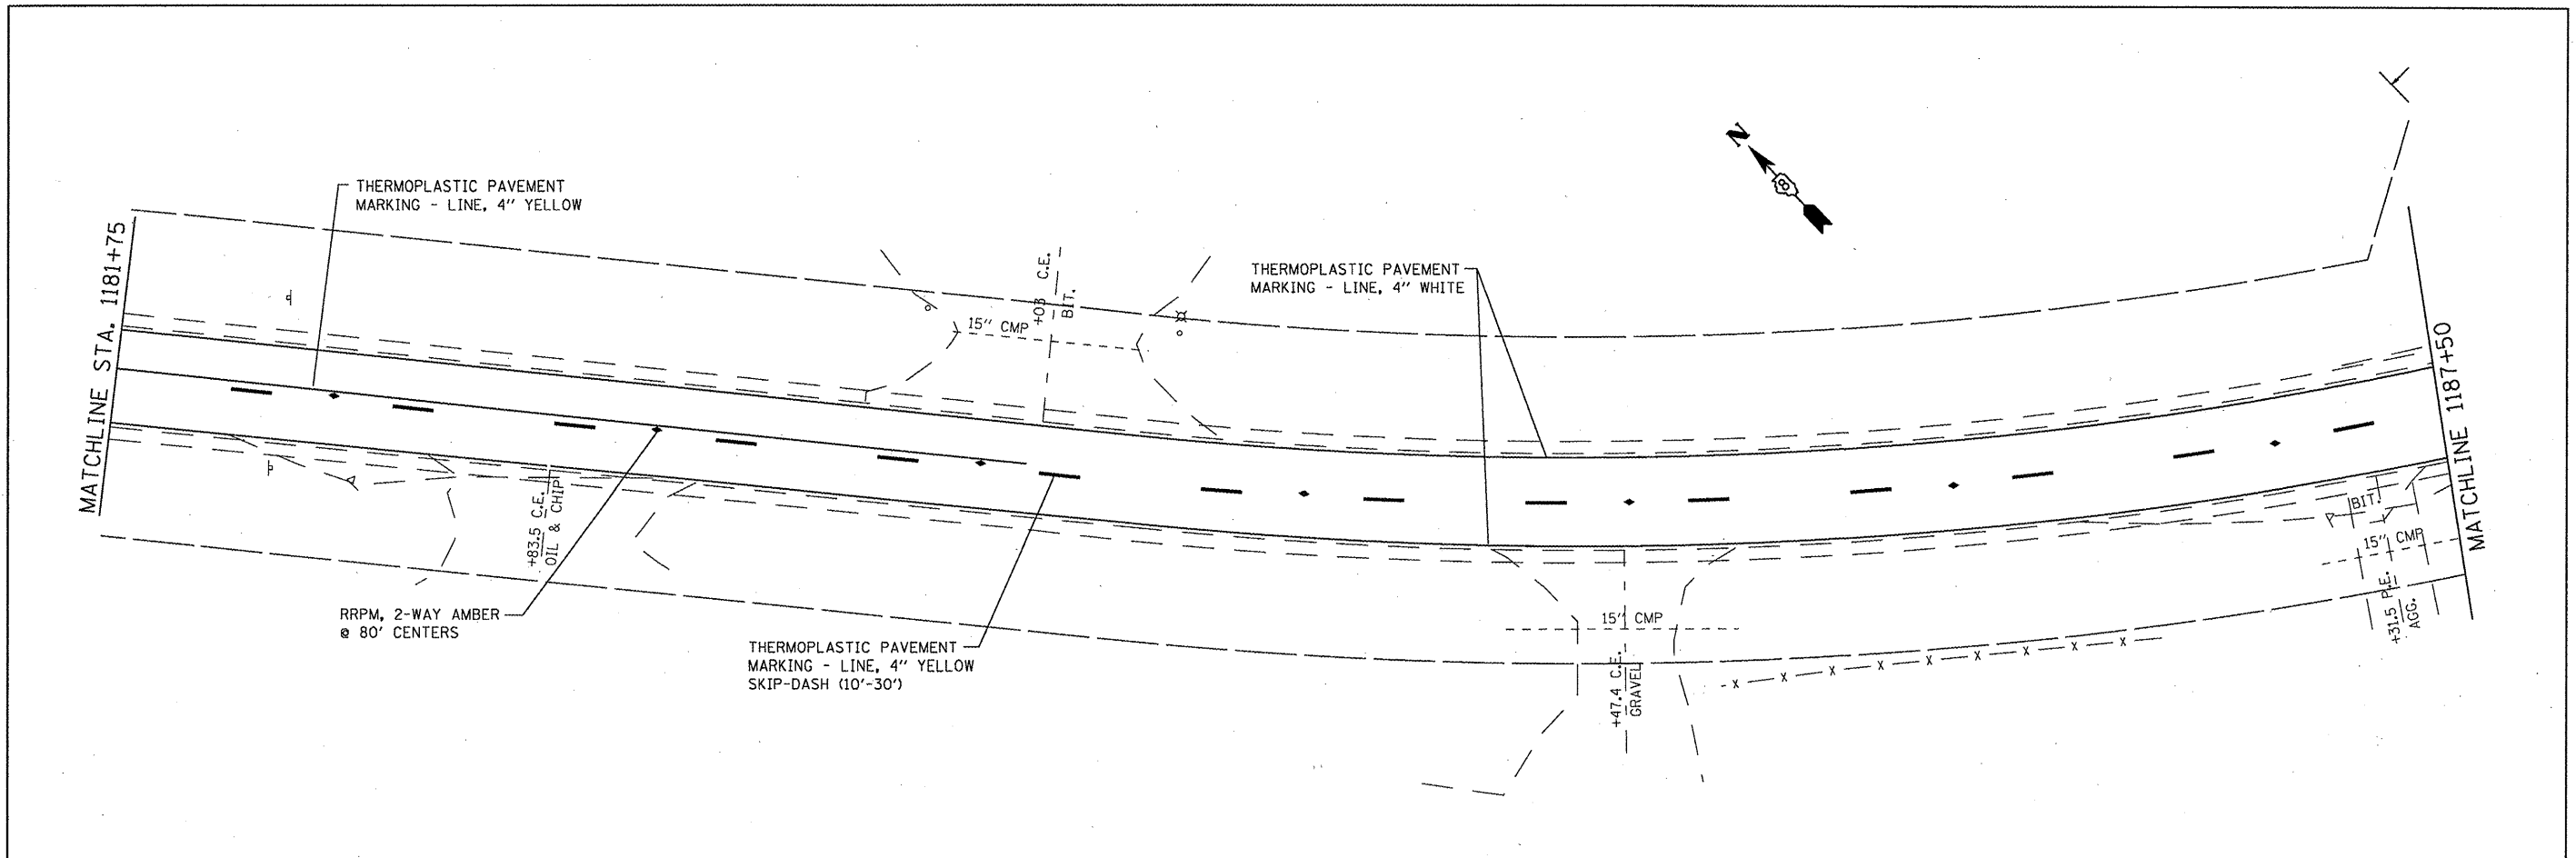 THERMOPLASTIC PAVEMENT
MARKING - LINE, 4" YELLOW
MATCHLINE STA. 1181+75
N
8
15" CMP
+03 C.E.
BIT.
THERMOPLASTIC PAVEMENT
MARKING - LINE, 4" WHITE
+83.5 C.E.
OIL & CHIP
RRPM, 2-WAY AMBER
@ 80' CENTERS
THERMOPLASTIC PAVEMENT
MARKING - LINE, 4" YELLOW
SKIP-DASH (10'-30')
15" CMP
+47.4 C.E.
GRAVEL
BIT.
15" CMP
+31.5 P.E.
AGG.
MATCHLINE 1187+50